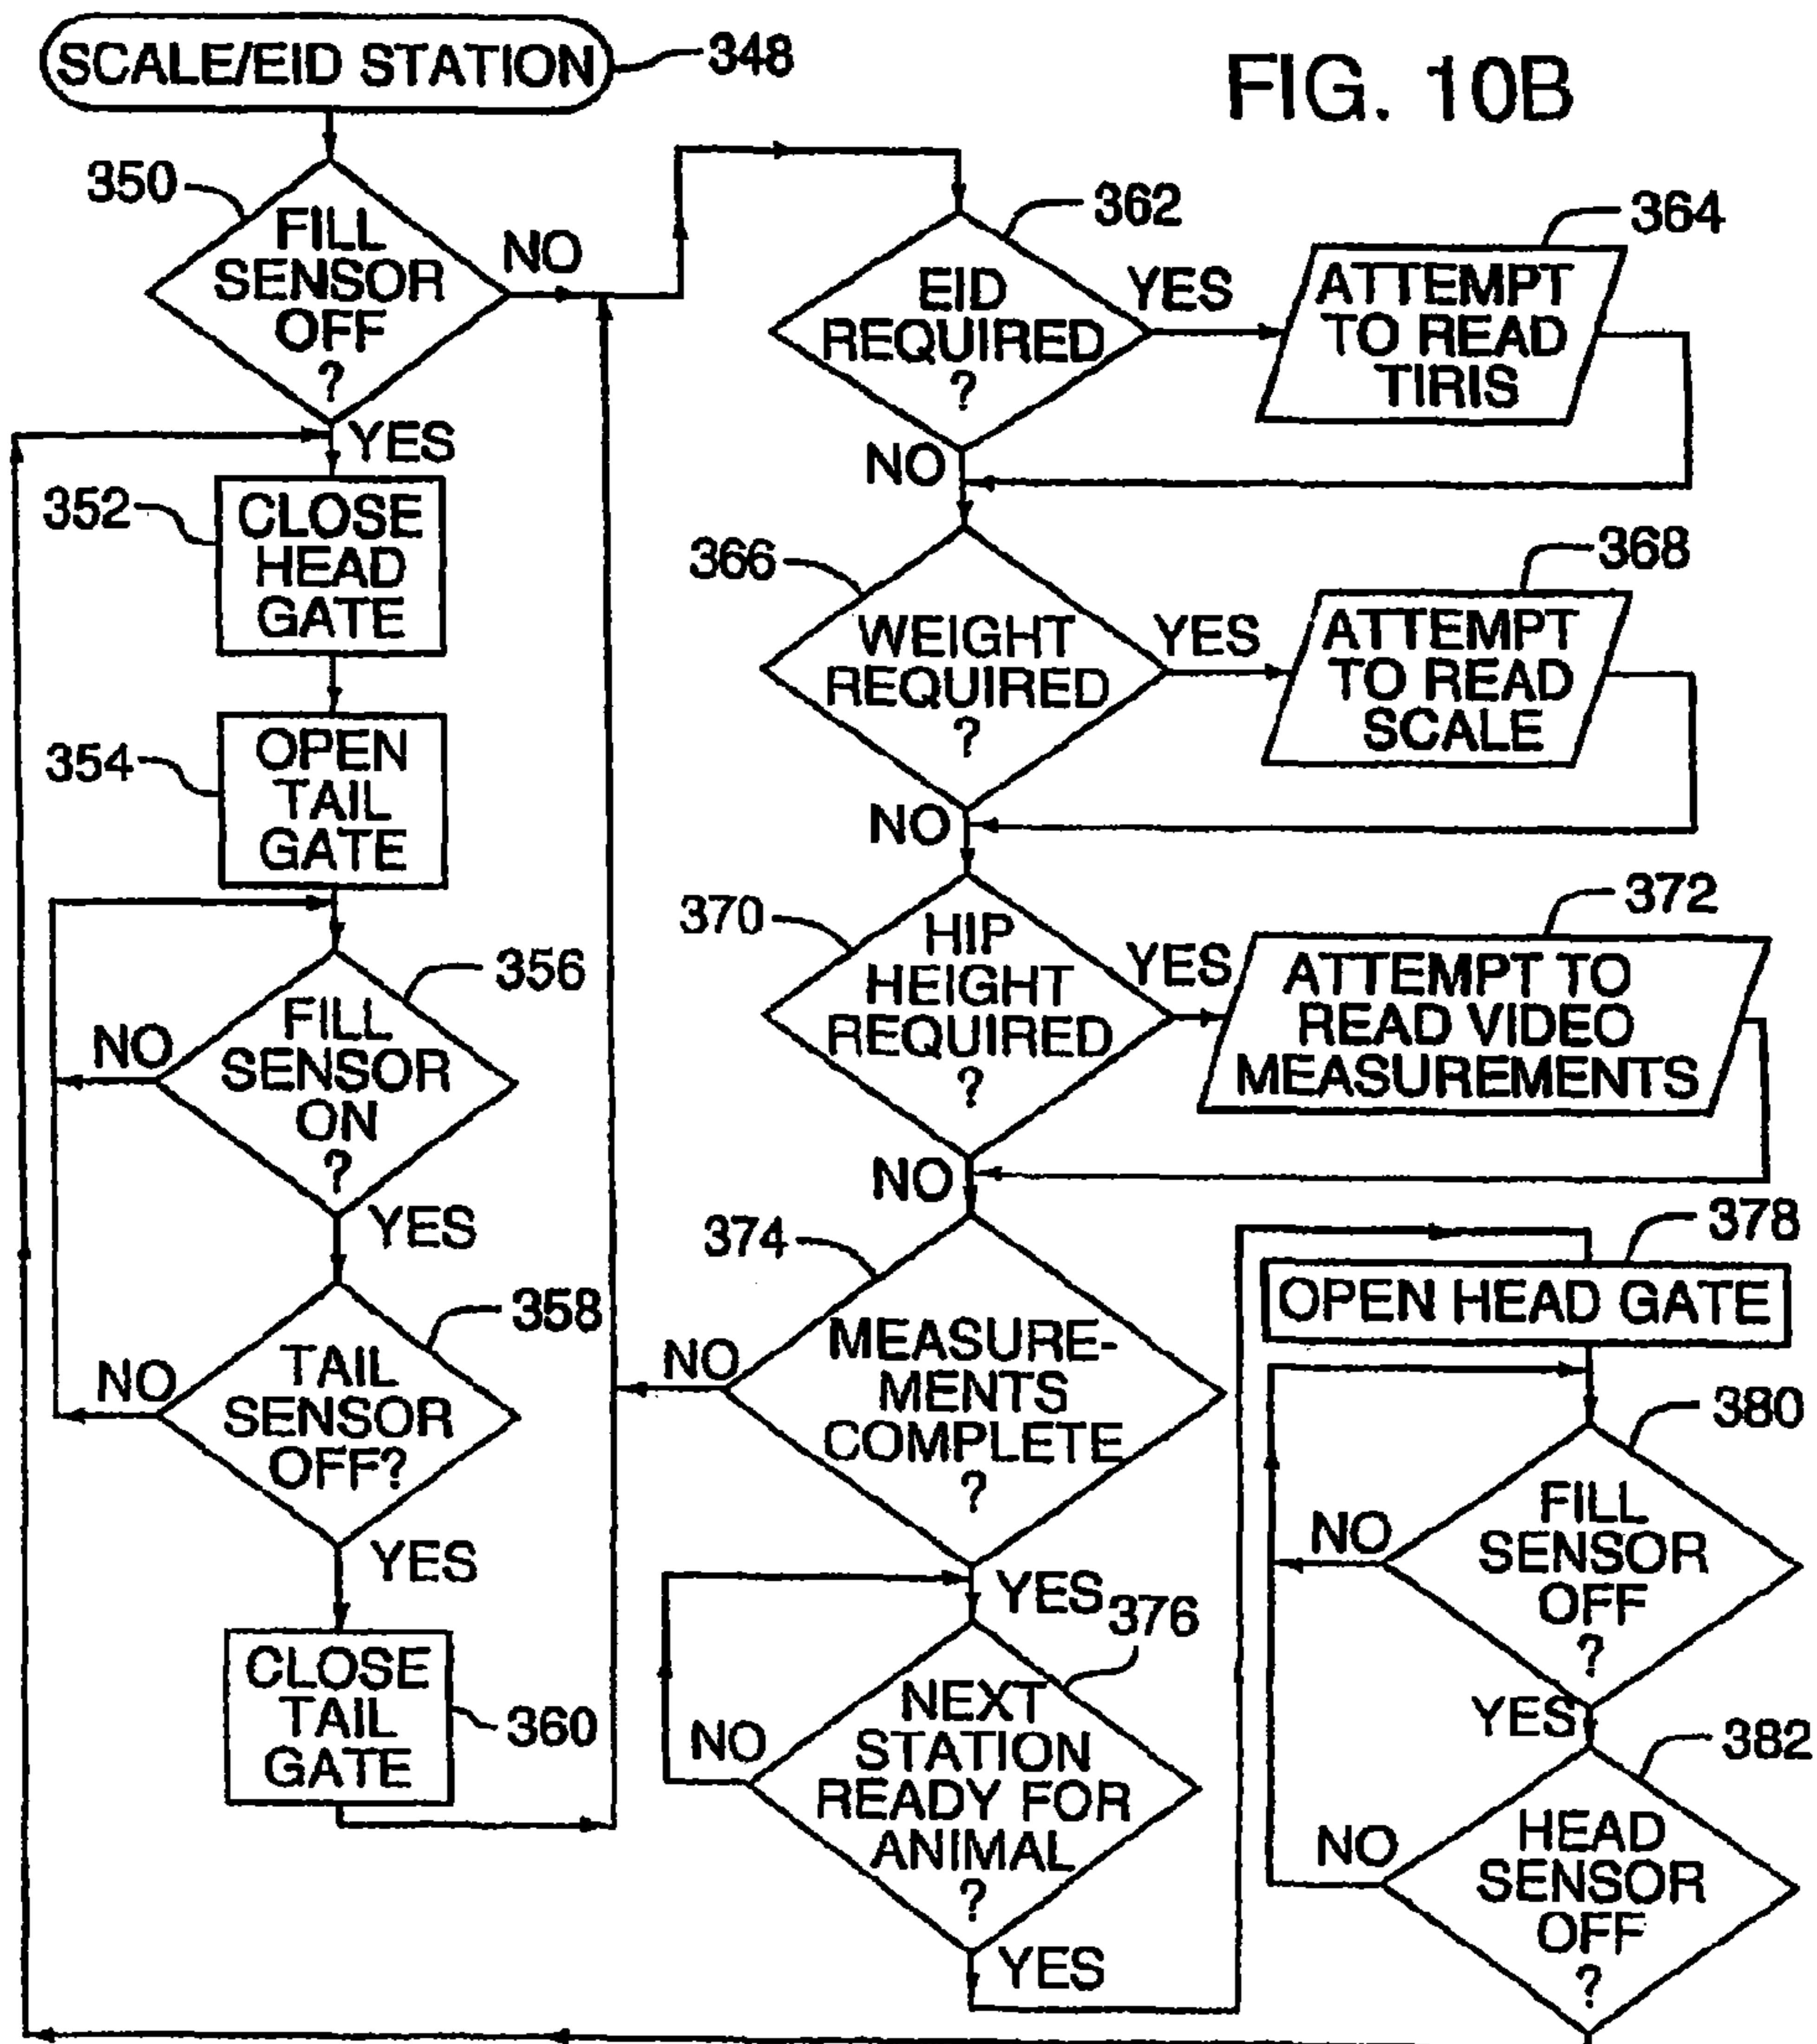 FIG. 10B
SCALE/EID STATION
348
350
FILL
SENSOR
OFF
?
NO
YES
352
CLOSE
HEAD
GATE
354
OPEN
TAIL
GATE
356
FILL
SENSOR
ON
?
NO
YES
358
TAIL
SENSOR
OFF?
NO
YES
CLOSE
TAIL
GATE
360
362
EID
REQUIRED
?
YES
NO
364
ATTEMPT
TO READ
TIRIS
366
WEIGHT
REQUIRED
?
YES
NO
368
ATTEMPT
TO READ
SCALE
370
HIP
HEIGHT
REQUIRED
?
YES
NO
372
ATTEMPT TO
READ VIDEO
MEASUREMENTS
374
MEASURE-
MENTS
COMPLETE
?
NO
YES
376
NEXT
STATION
READY FOR
ANIMAL
?
NO
YES
378
OPEN HEAD GATE
380
FILL
SENSOR
OFF
?
NO
YES
382
HEAD
SENSOR
OFF
?
NO